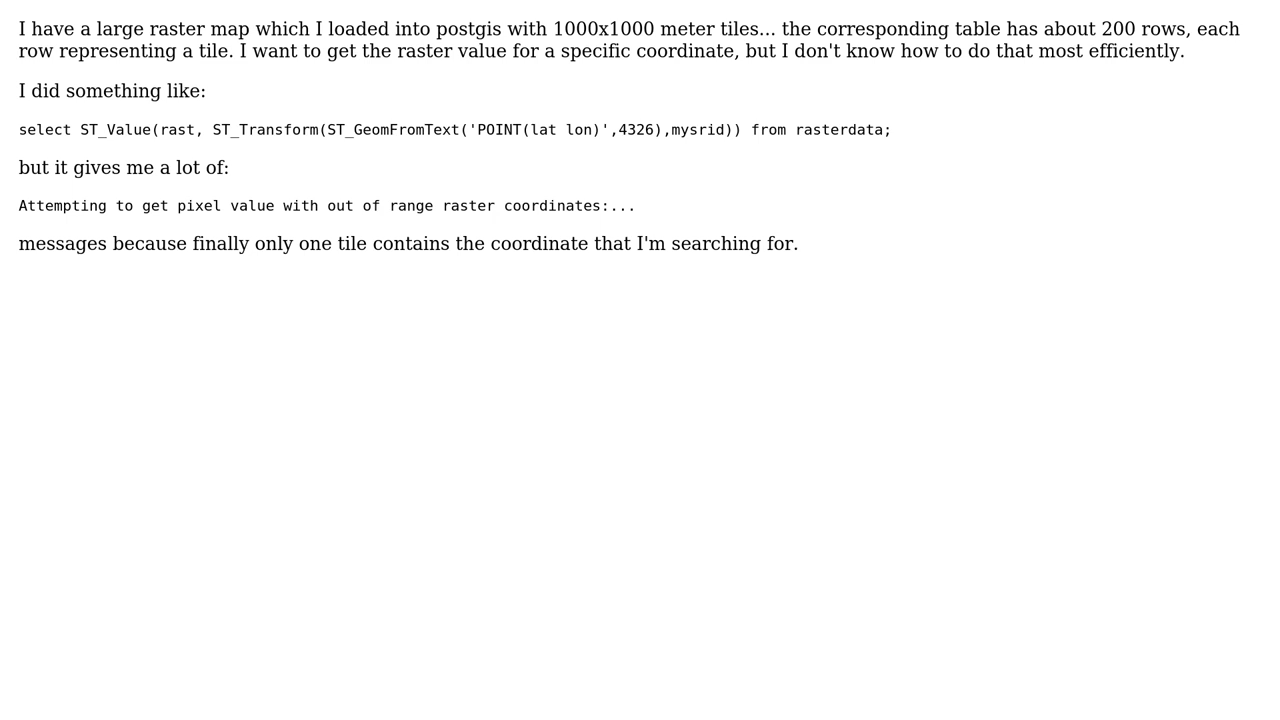 I have a large raster map which I loaded into postgis with 1000x1000 meter tiles... the corresponding table has about 200 rows, each
row representing a tile. I want to get the raster value for a specific coordinate, but I don't know how to do that most efficiently.
I did something like:
select ST_Value(rast, ST_Transform(ST_GeomFromText('POINT(lat lon)',4326),mysrid)) from rasterdata;
but it gives me a lot of:
Attempting to get pixel value with out of range raster coordinates:...
messages because finally only one tile contains the coordinate that I'm searching for.